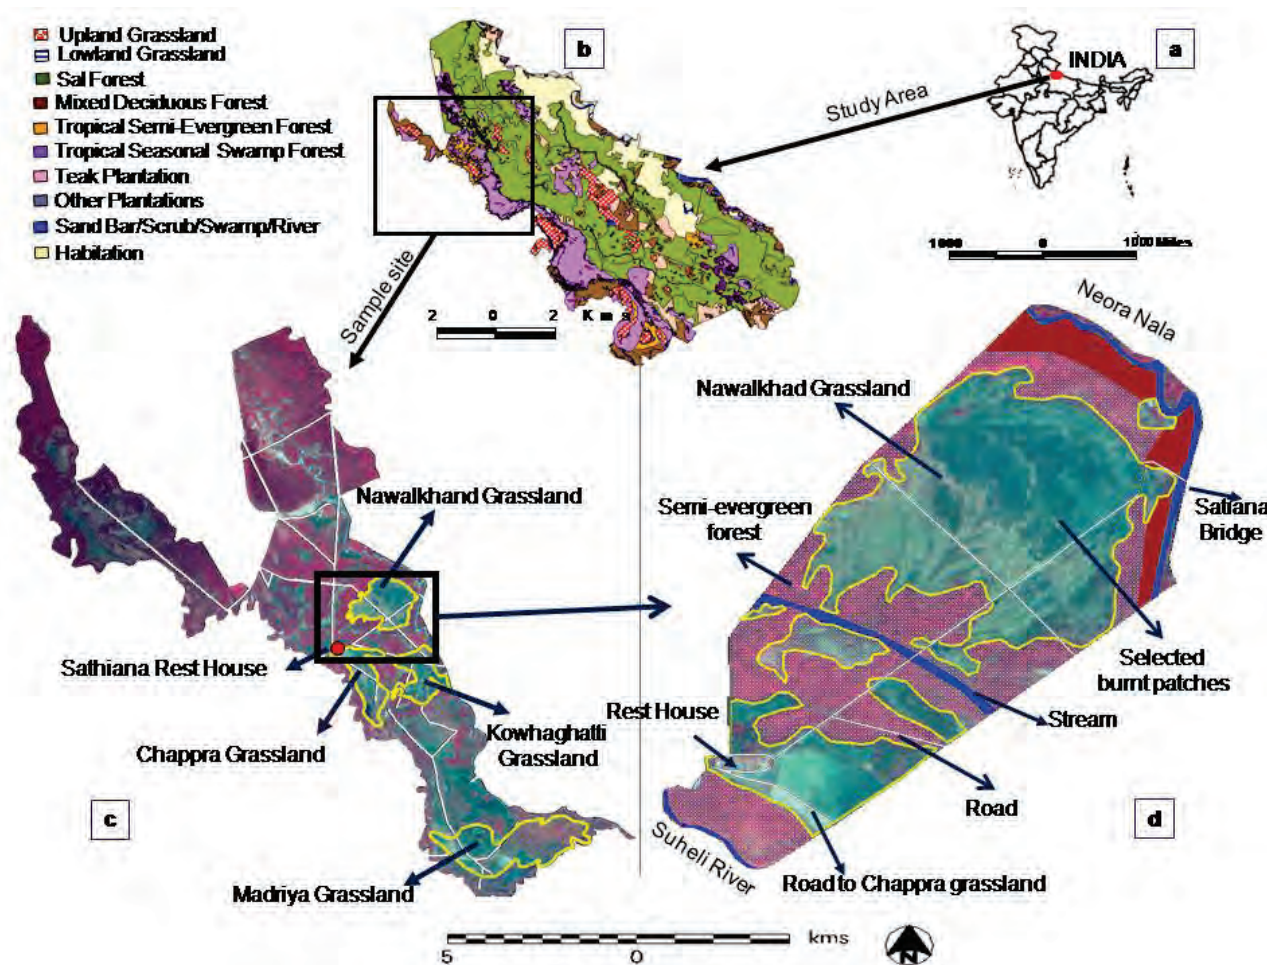 Upland Grassland
Lowland Grassland
Sal Forest
Mixed Deciduous Forest
Tropical Semi-Evergreen Forest
Tropical Seasonal Swamp Forest
Teak Plantation
Other Plantations
Sand Bar/Scrub/Swamp/River
Habitation
b
a
INDIA
Study Area
1000 0 1000 Miles
Sample site
2 0 2 K m s
Neora Nala
Nawalkhad Grassland
Nawalkhand Grassland
Semi-evergreen
forest
Satiana
Bridge
Sathiana Rest House
Selected
burnt patches
Rest House
Stream
Kowhaghatti
Grassland
Chappra Grassland
Road
c
d
Suheli River
Road to Chappra grassland
Madriya Grassland
kms
5 0
N